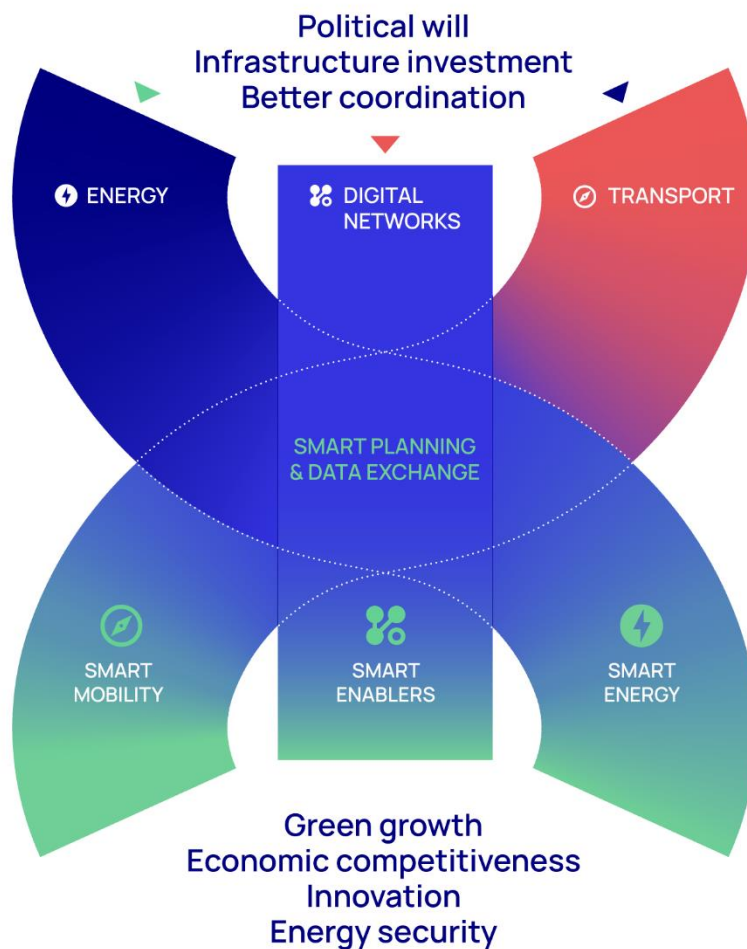 Political will
Infrastructure investment
Better coordination
ENERGY
DIGITAL
NETWORKS
TRANSPORT
SMART PLANNING
& DATA EXCHANGE
SMART
MOBILITY
SMART
ENABLERS
SMART
ENERGY
Green growth
Economic competitiveness
Innovation
Energy security